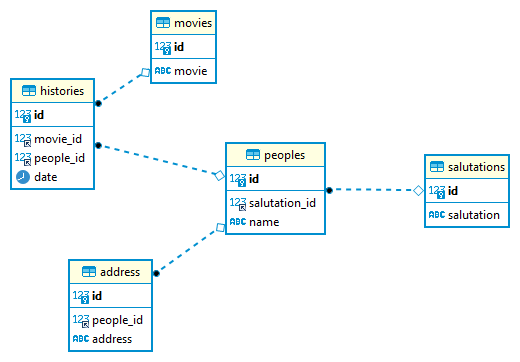 movies
123 id
ABC movie
histories
123 id
123 movie_id
123 people_id
date
peoples
123 id
123 salutation_id
ABC name
salutations
123 id
ABC salutation
address
123 id
123 people_id
ABC address